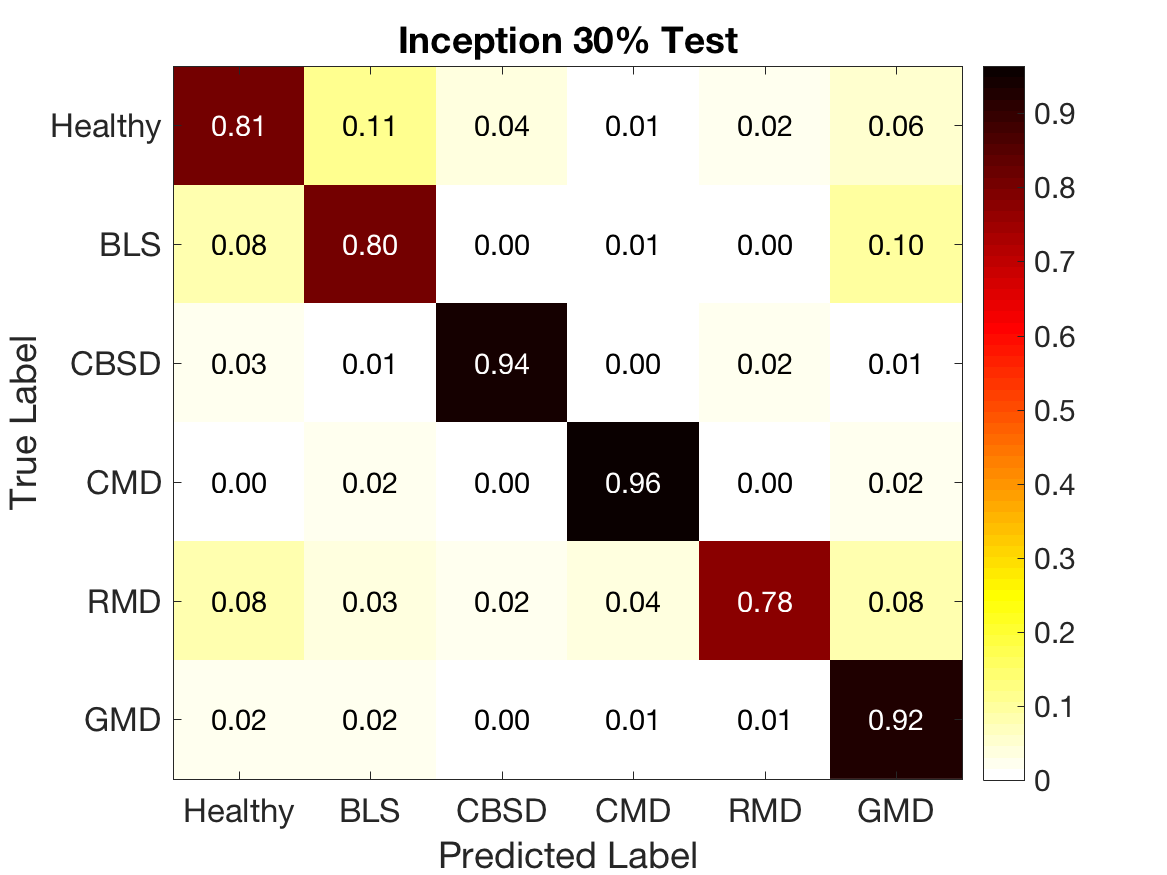 Inception 30% Test
True Label
Healthy 0.81 0.11 0.04 0.01 0.02 0.06
BLS 0.08 0.80 0.00 0.01 0.00 0.10
CBSD 0.03 0.01 0.94 0.00 0.02 0.01
CMD 0.00 0.02 0.00 0.96 0.00 0.02
RMD 0.08 0.03 0.02 0.04 0.78 0.08
GMD 0.02 0.02 0.00 0.01 0.01 0.92
Healthy BLS CBSD CMD RMD GMD
Predicted Label
0.9
0.8
0.7
0.6
0.5
0.4
0.3
0.2
0.1
0